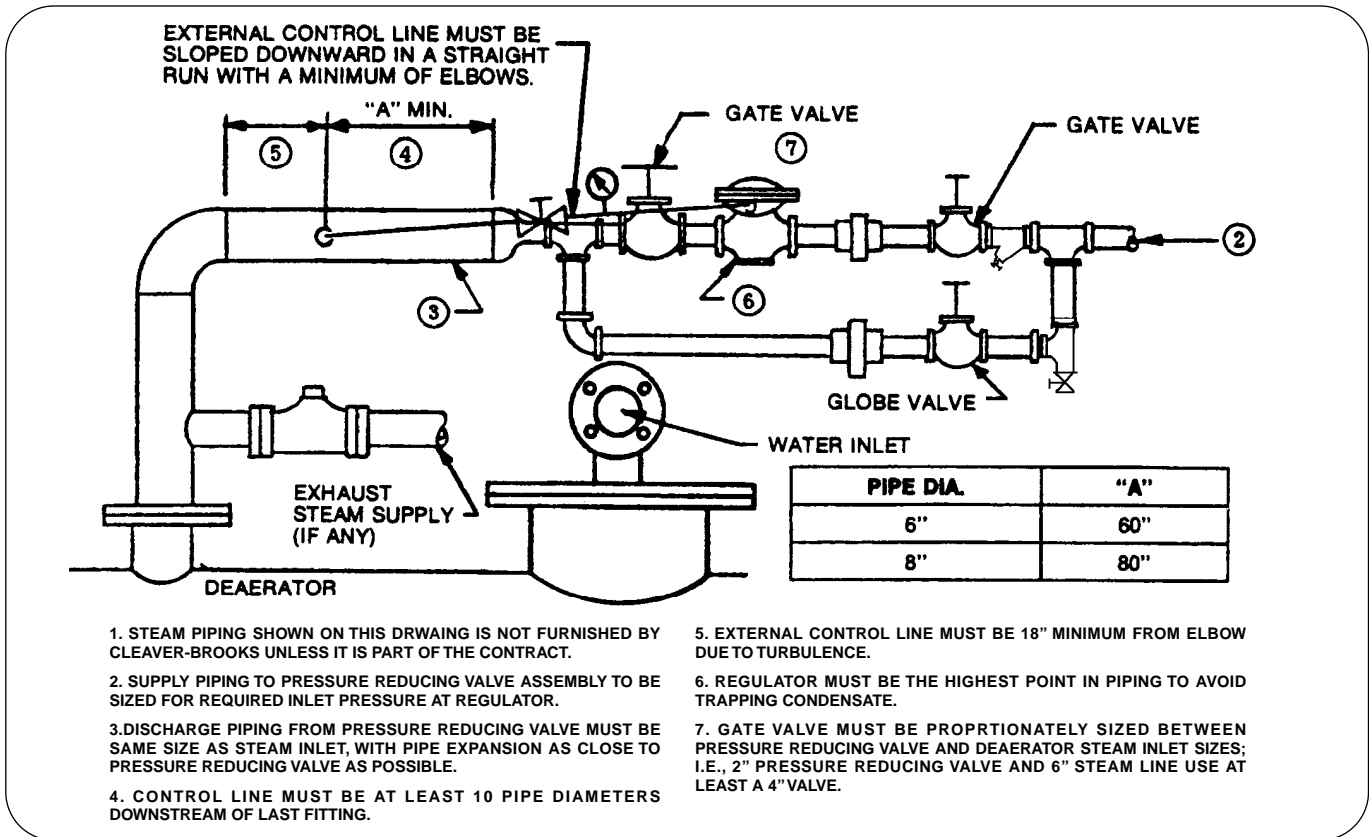 EXTERNAL CONTROL LINE MUST BE
SLOPED DOWNWARD IN A STRAIGHT
RUN WITH A MINIMUM OF ELBOWS.
"A" MIN.
GATE VALVE
GATE VALVE
5
4
7
2
3
6
GLOBE VALVE
WATER INLET
EXHAUST
STEAM SUPPLY
(IF ANY)
DEAERATOR
PIPE DIA. "A"
6" 60"
8" 80"
1. STEAM PIPING SHOWN ON THIS DRWAING IS NOT FURNISHED BY
CLEAVER-BROOKS UNLESS IT IS PART OF THE CONTRACT.
2. SUPPLY PIPING TO PRESSURE REDUCING VALVE ASSEMBLY TO BE
SIZED FOR REQUIRED INLET PRESSURE AT REGULATOR.
3.DISCHARGE PIPING FROM PRESSURE REDUCING VALVE MUST BE
SAME SIZE AS STEAM INLET, WITH PIPE EXPANSION AS CLOSE TO
PRESSURE REDUCING VALVE AS POSSIBLE.
4. CONTROL LINE MUST BE AT LEAST 10 PIPE DIAMETERS
DOWNSTREAM OF LAST FITTING.
5. EXTERNAL CONTROL LINE MUST BE 18" MINIMUM FROM ELBOW
DUE TO TURBULENCE.
6. REGULATOR MUST BE THE HIGHEST POINT IN PIPING TO AVOID
TRAPPING CONDENSATE.
7. GATE VALVE MUST BE PROPRTIONATELY SIZED BETWEEN
PRESSURE REDUCING VALVE AND DEAERATOR STEAM INLET SIZES;
I.E., 2" PRESSURE REDUCING VALVE AND 6" STEAM LINE USE AT
LEAST A 4" VALVE.